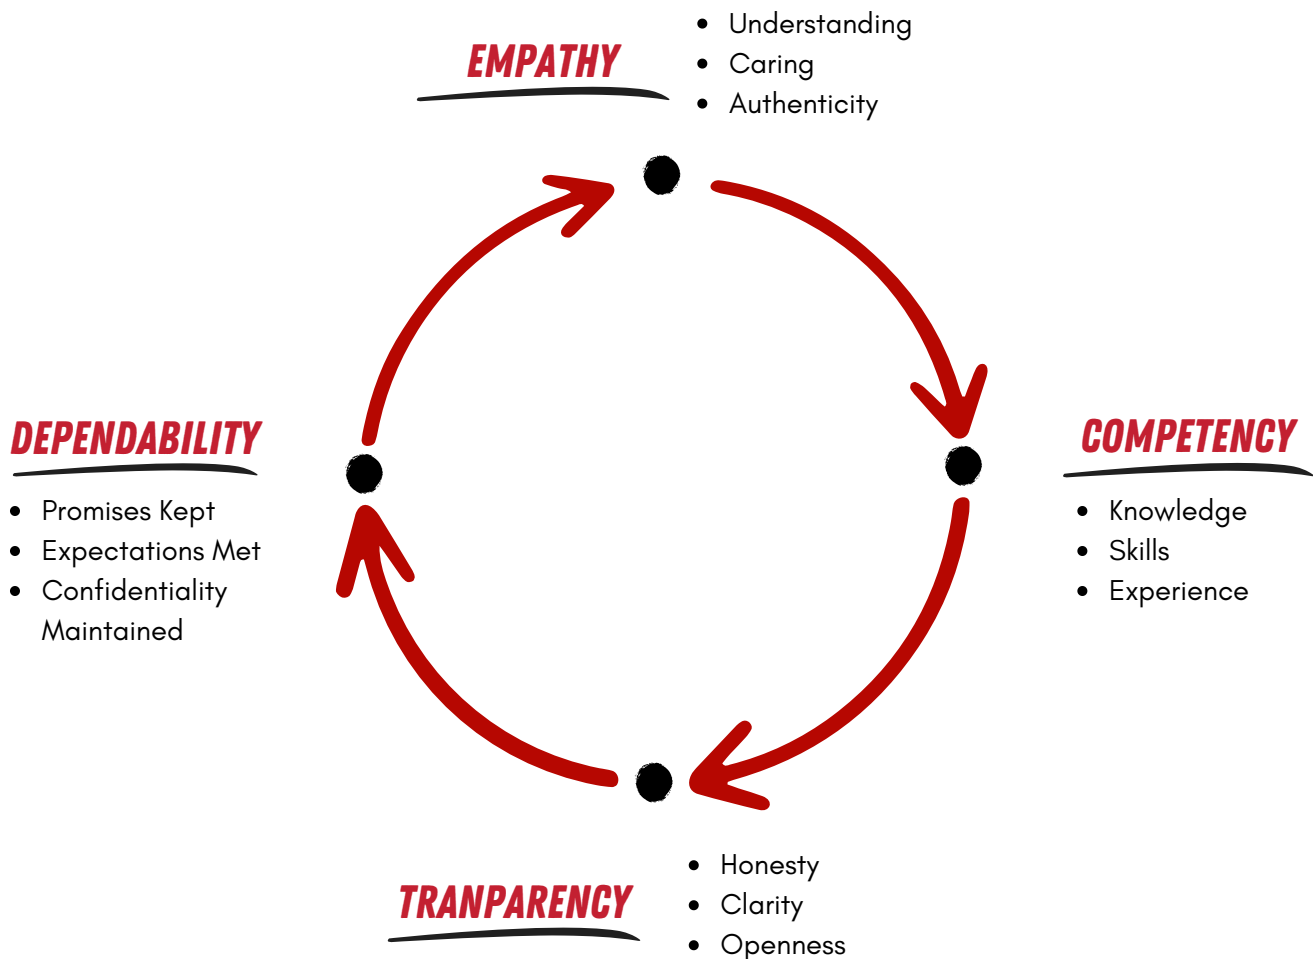 EMPATHY
• Understanding
• Caring
• Authenticity
DEPENDABILITY
• Promises Kept
• Expectations Met
• Confidentiality
Maintained
COMPETENCY
• Knowledge
• Skills
• Experience
TRANPARENCY
• Honesty
• Clarity
• Openness